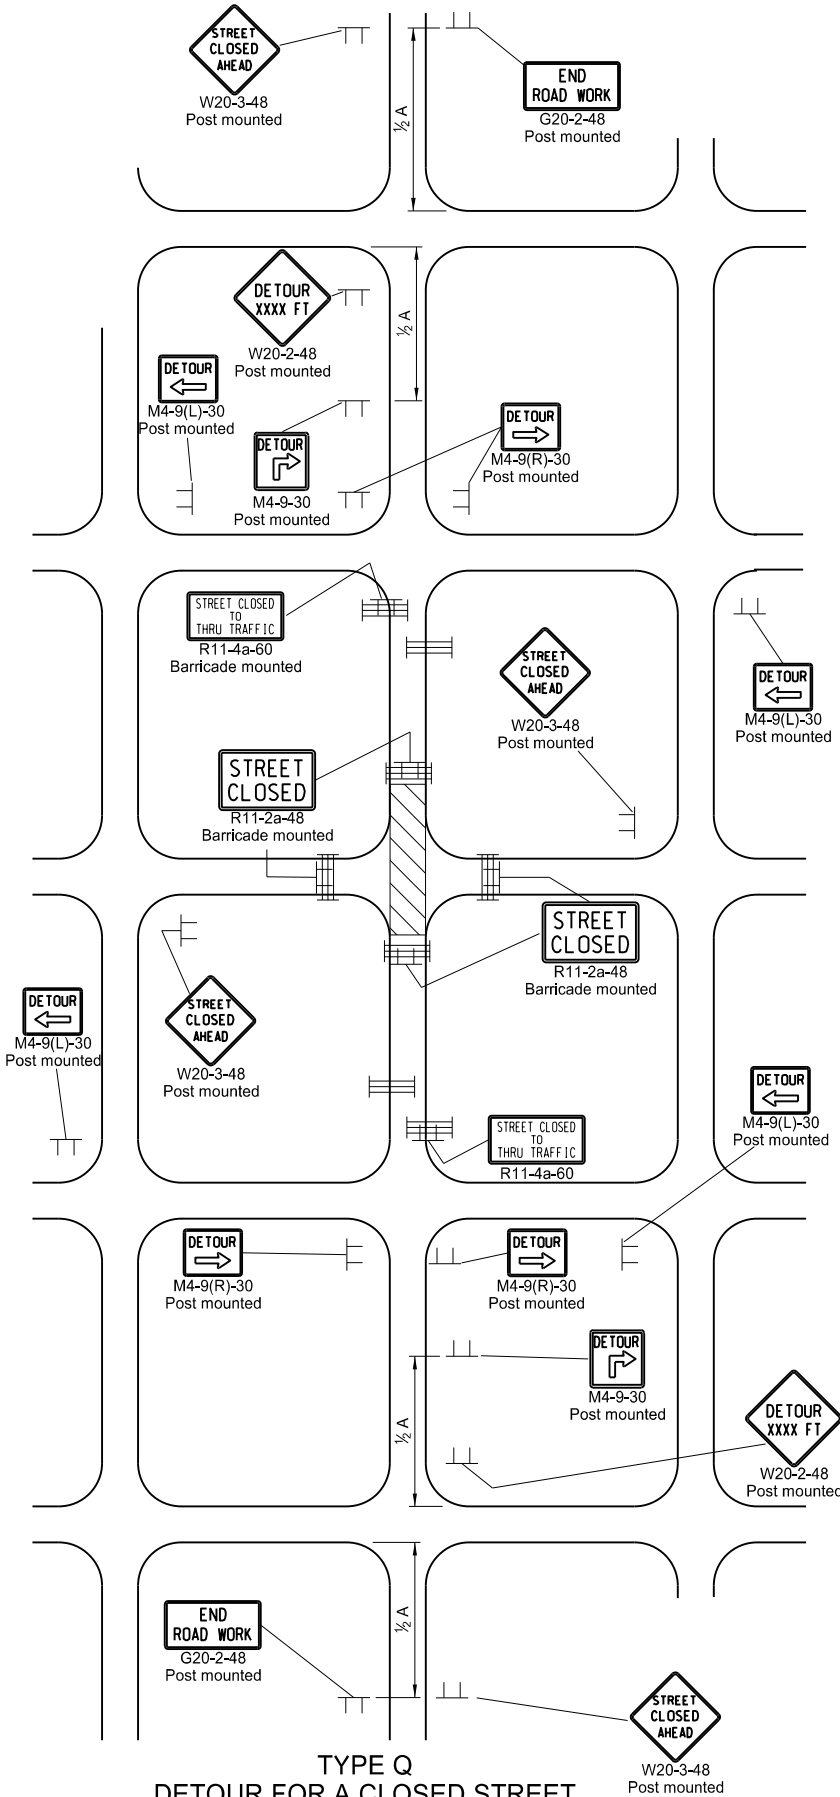 STREET
CLOSED
AHEAD
W20-3-48
Post mounted
½ A
END
ROAD WORK
G20-2-48
Post mounted
DETOUR
XXXX FT
W20-2-48
Post mounted
½ A
DETOUR
M4-9(L)-30
Post mounted
DETOUR
M4-9-30
Post mounted
DETOUR
M4-9(R)-30
Post mounted
STREET CLOSED
TO
THRU TRAFFIC
R11-4a-60
Barricade mounted
STREET
CLOSED
AHEAD
W20-3-48
Post mounted
DETOUR
M4-9(L)-30
Post mounted
STREET
CLOSED
R11-2a-48
Barricade mounted
STREET
CLOSED
R11-2a-48
Barricade mounted
DETOUR
M4-9(L)-30
Post mounted
STREET
CLOSED
AHEAD
W20-3-48
Post mounted
DETOUR
M4-9(L)-30
Post mounted
STREET CLOSED
TO
THRU TRAFFIC
R11-4a-60
DETOUR
M4-9(R)-30
Post mounted
DETOUR
M4-9(R)-30
Post mounted
DETOUR
M4-9-30
Post mounted
½ A
DETOUR
XXXX FT
W20-2-48
Post mounted
END
ROAD WORK
G20-2-48
Post mounted
½ A
STREET
CLOSED
AHEAD
W20-3-48
Post mounted
TYPE Q
DETOUR FOR A CLOSED STREET